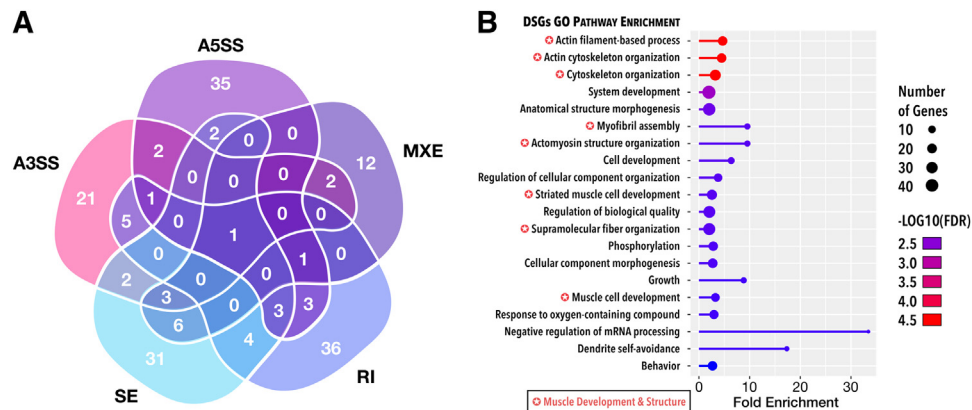 A
A5SS
35
MXE
12
A3SS
21
2
2
0
0
0
0
0
2
1
5
0
0
0
1
0
0
1
0
2
3
0
0
3
3
6
4
31
36
SE
RI
B
DSGs GO PATHWAY ENRICHMENT
✪ Actin filament-based process
✪ Actin cytoskeleton organization
✪ Cytoskeleton organization
System development
Anatomical structure morphogenesis
✪ Myofibril assembly
✪ Actomyosin structure organization
Cell development
Regulation of cellular component organization
✪ Striated muscle cell development
Regulation of biological quality
✪ Supramolecular fiber organization
Phosphorylation
Cellular component morphogenesis
Growth
✪ Muscle cell development
Response to oxygen-containing compound
Negative regulation of mRNA processing
Dendrite self-avoidance
Behavior
0 10 20 30
Fold Enrichment
✪ Muscle Development & Structure
Number
of Genes
10
20
30
40
-LOG10(FDR)
2.5
3.0
3.5
4.0
4.5